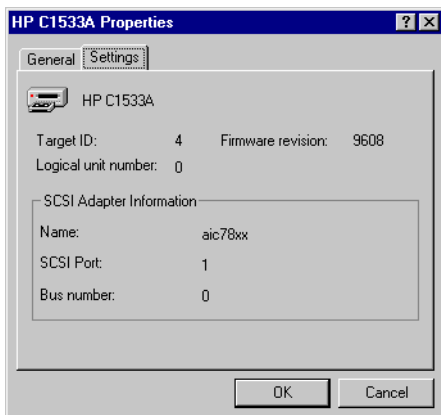 HP C1533A Properties
General Settings
HP C1533A
Target ID: 4 Firmware revision: 9608
Logical unit number: 0
SCSI Adapter Information
Name: aic78xx
SCSI Port: 1
Bus number: 0
OK Cancel